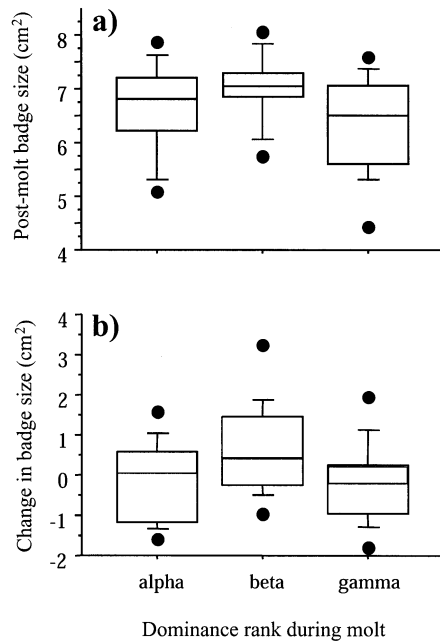 a)
Post-molt badge size (cm²)
8
7
6
5
4
b)
Change in badge size (cm²)
4
3
2
1
0
-1
-2
alpha beta gamma
Dominance rank during molt